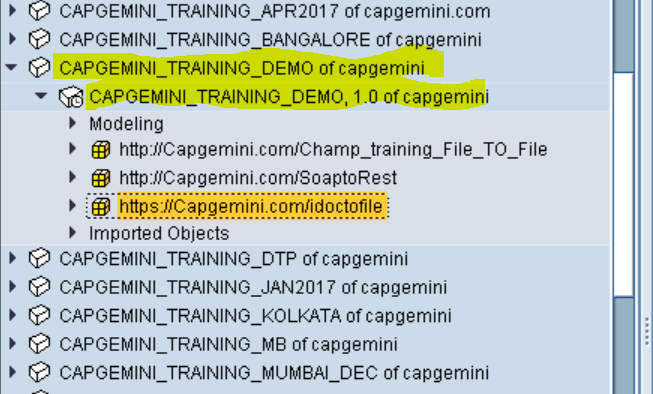 CAPGEMINI_TRAINING_APR2017 of capgemini.com
CAPGEMINI_TRAINING_BANGALORE of capgemini
CAPGEMINI_TRAINING_DEMO of capgemini
CAPGEMINI_TRAINING_DEMO, 1.0 of capgemini
Modeling
http://Capgemini.com/Champ_training_File_TO_File
http://Capgemini.com/SoaptoRest
https://Capgemini.com/idoctofile
Imported Objects
CAPGEMINI_TRAINING_DTP of capgemini
CAPGEMINI_TRAINING_JAN2017 of capgemini
CAPGEMINI_TRAINING_KOLKATA of capgemini
CAPGEMINI_TRAINING_MB of capgemini
CAPGEMINI_TRAINING_MUMBAI_DEC of capgemini